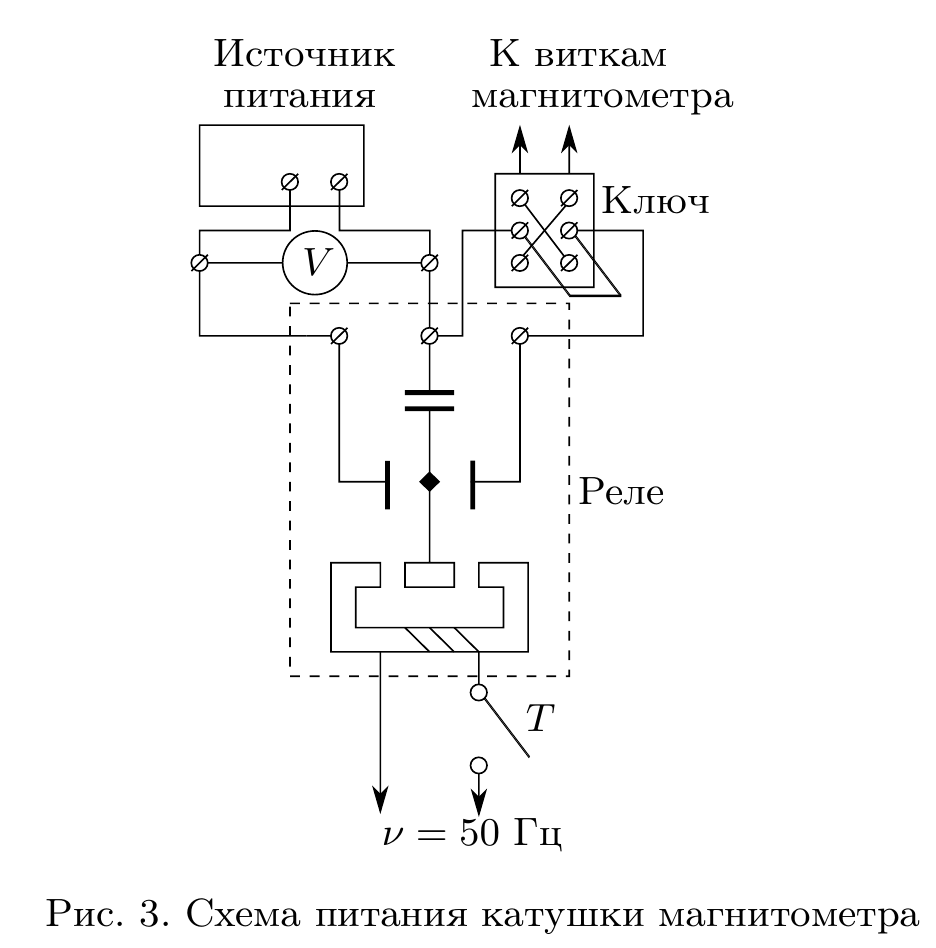 Источник
питания
К виткам
магнитометра
Ключ
V
Реле
T
ν = 50 Гц
Рис. 3. Схема питания катушки магнитометра